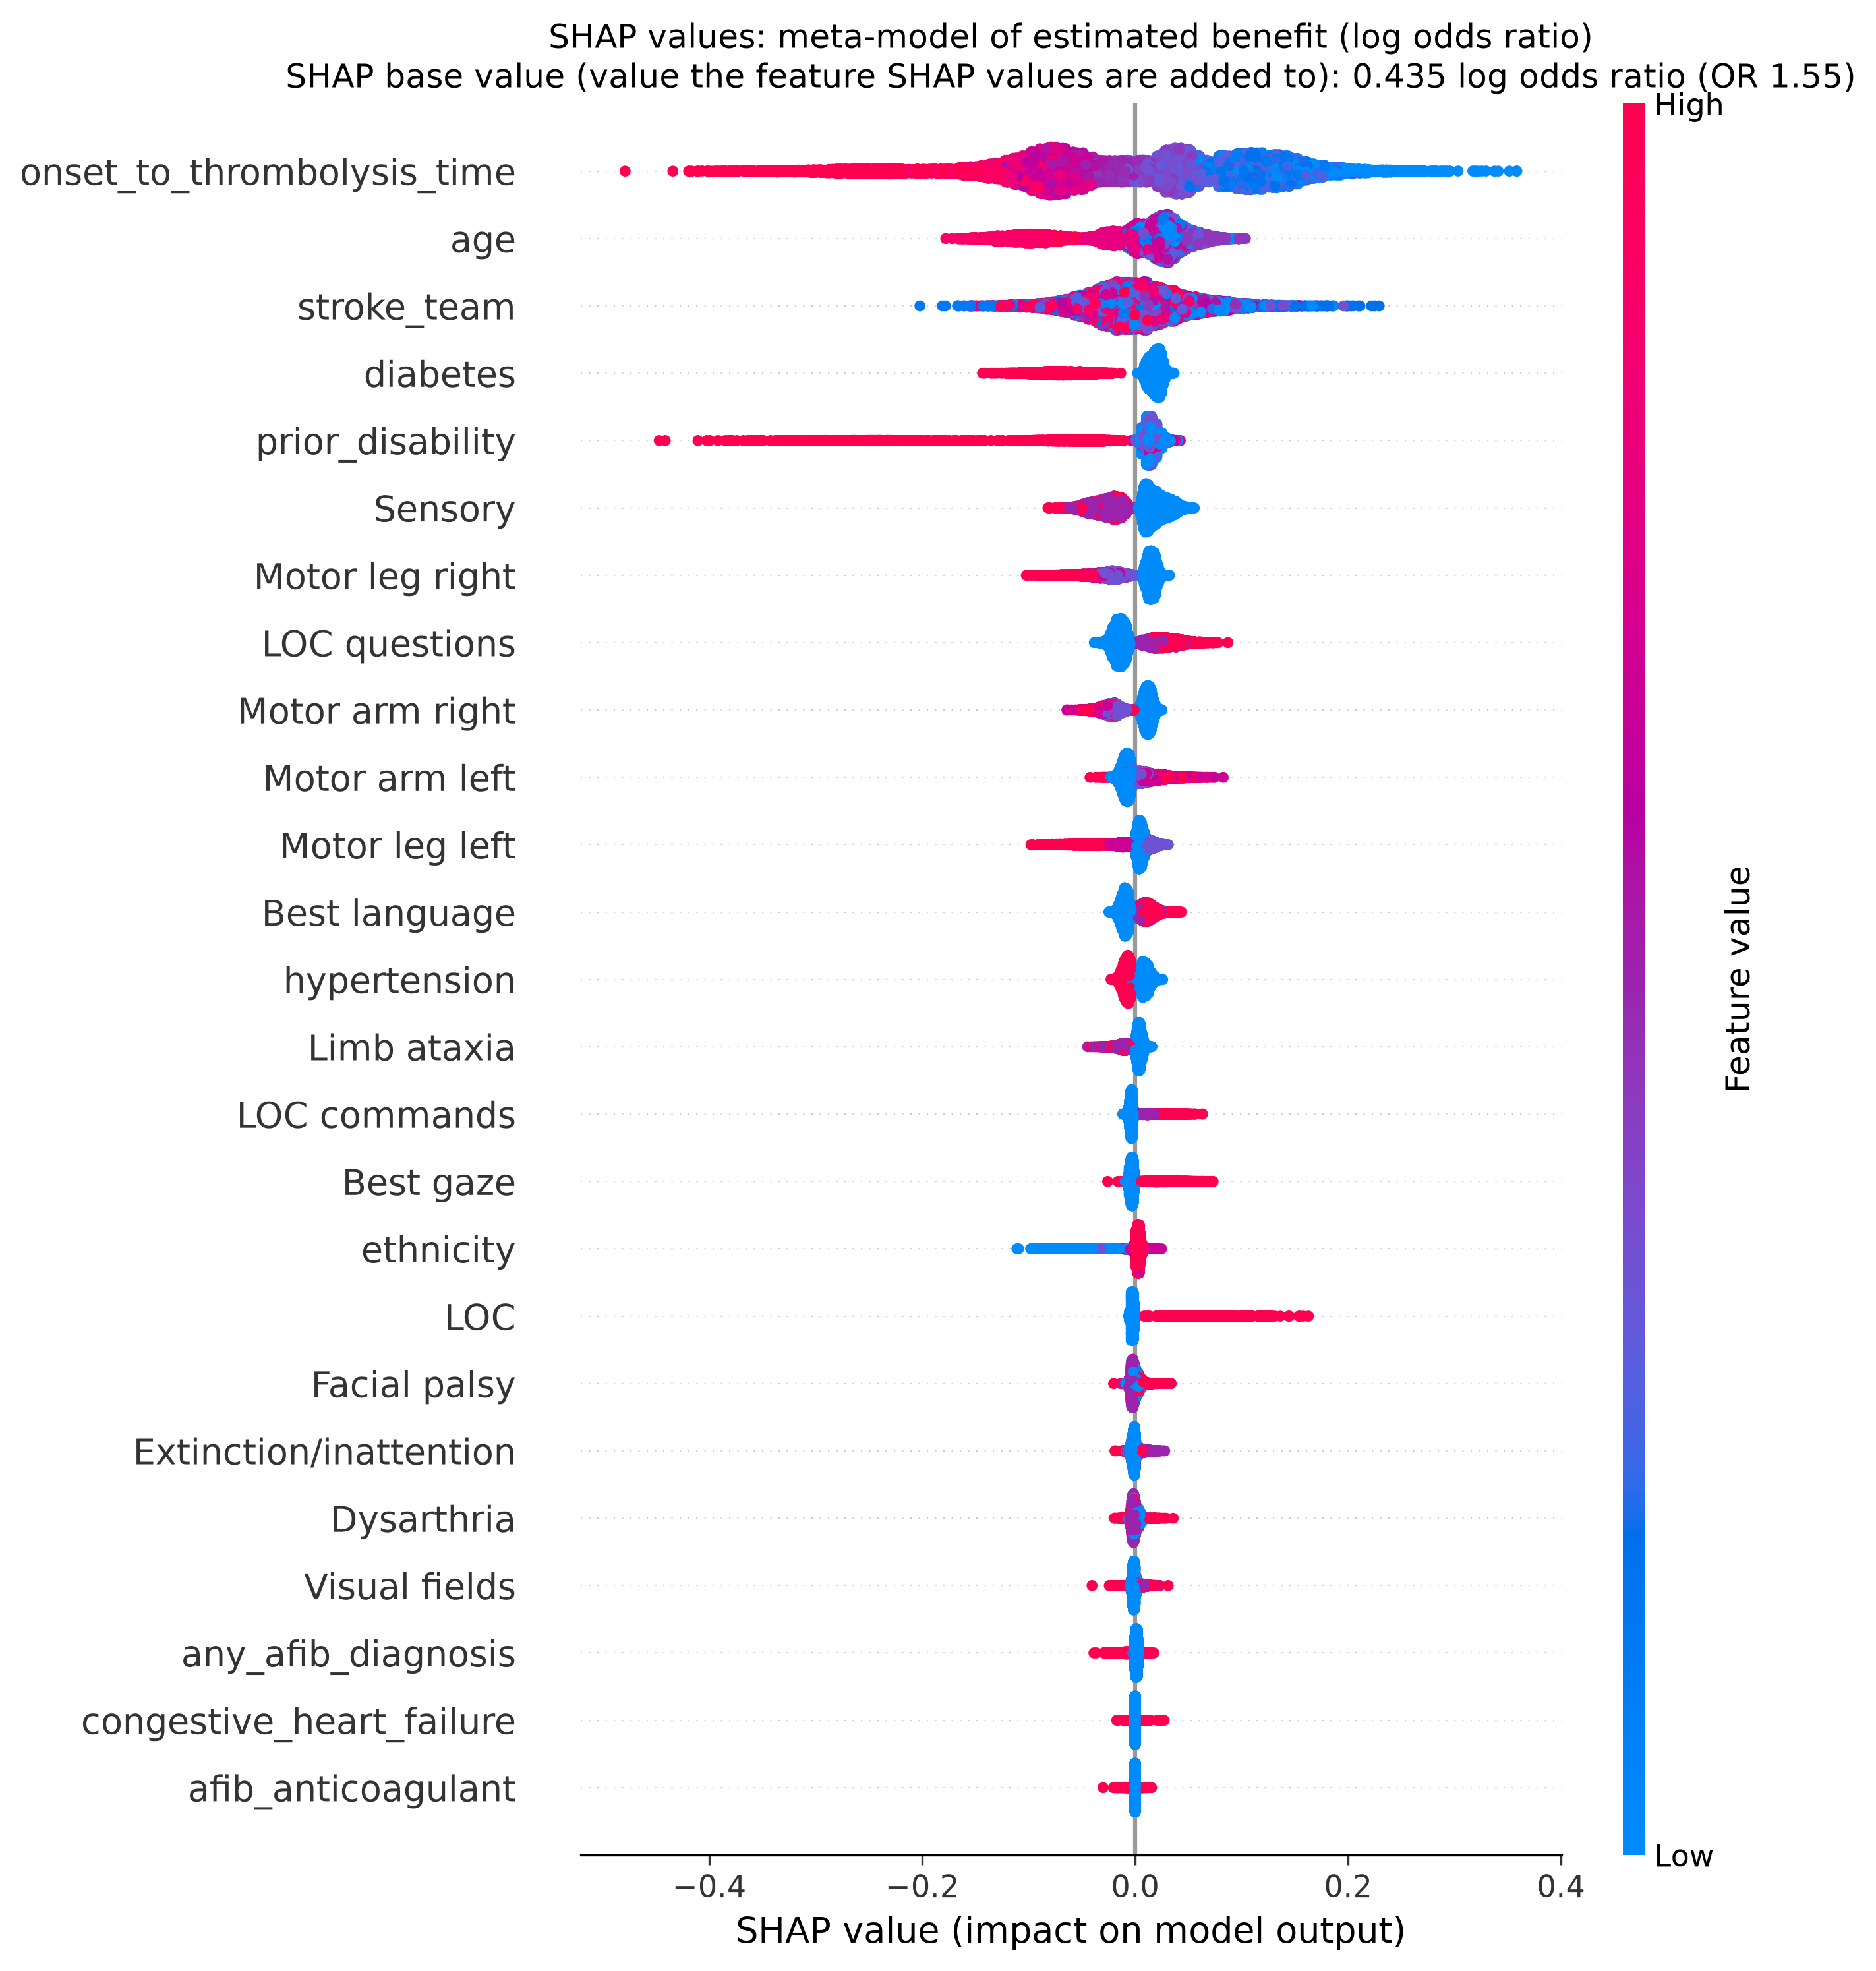 SHAP values: meta-model of estimated benefit (log odds ratio)
SHAP base value (value the feature SHAP values are added to): 0.435 log odds ratio (OR 1.55)
High
onset_to_thrombolysis_time
age
stroke_team
diabetes
prior_disability
Sensory
Motor leg right
LOC questions
Motor arm right
Motor arm left
Motor leg left
Best language
hypertension
Limb ataxia
LOC commands
Best gaze
ethnicity
LOC
Facial palsy
Extinction/inattention
Dysarthria
Visual fields
any_afib_diagnosis
congestive_heart_failure
afib_anticoagulant
Feature value
Low
−0.4 −0.2 0.0 0.2 0.4
SHAP value (impact on model output)